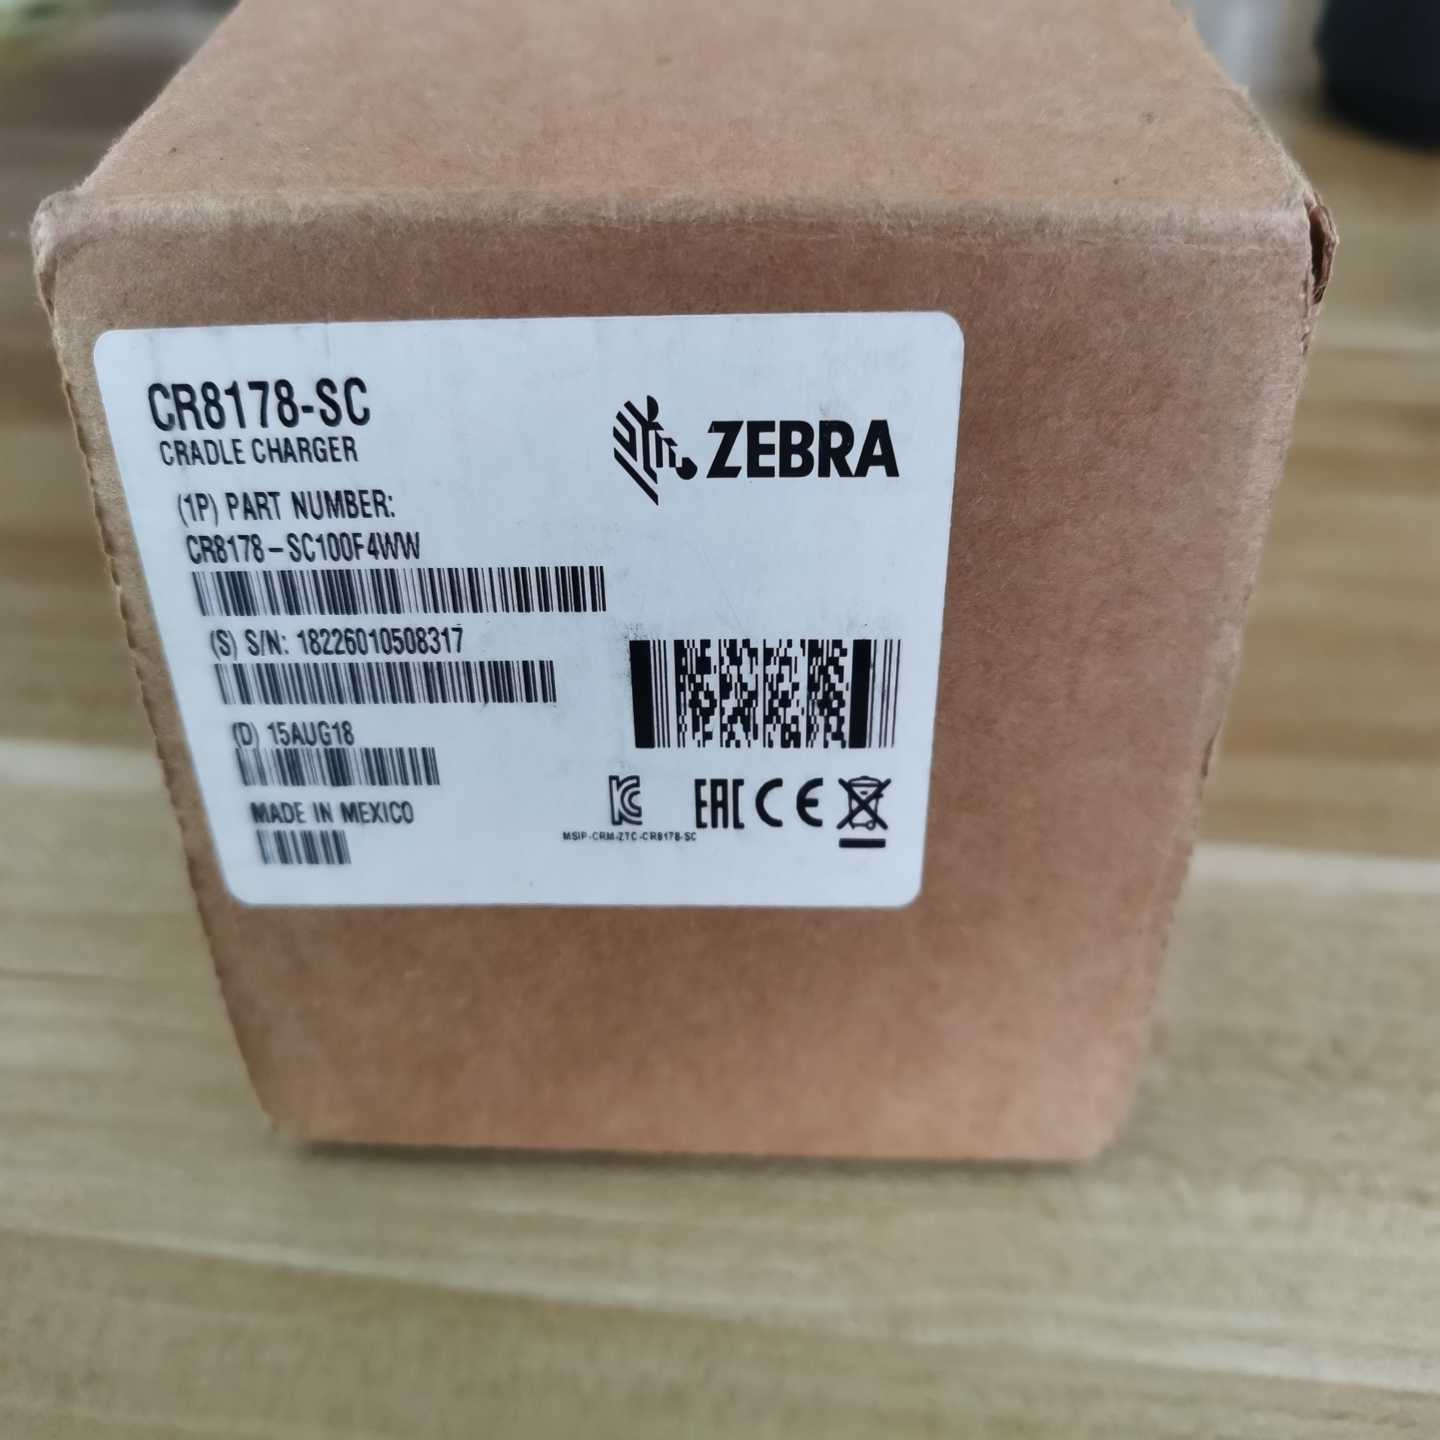 CR8178-SC
CRADLE CHARGER
ZEBRA
(1P) PART NUMBER:
CR8178-SC100F4WW
(S) S/N: 18226010508317
(D) 15AUG18
MADE IN MEXICO
EAC CE
MSIP-CRM-ZTC-CR8178-SC